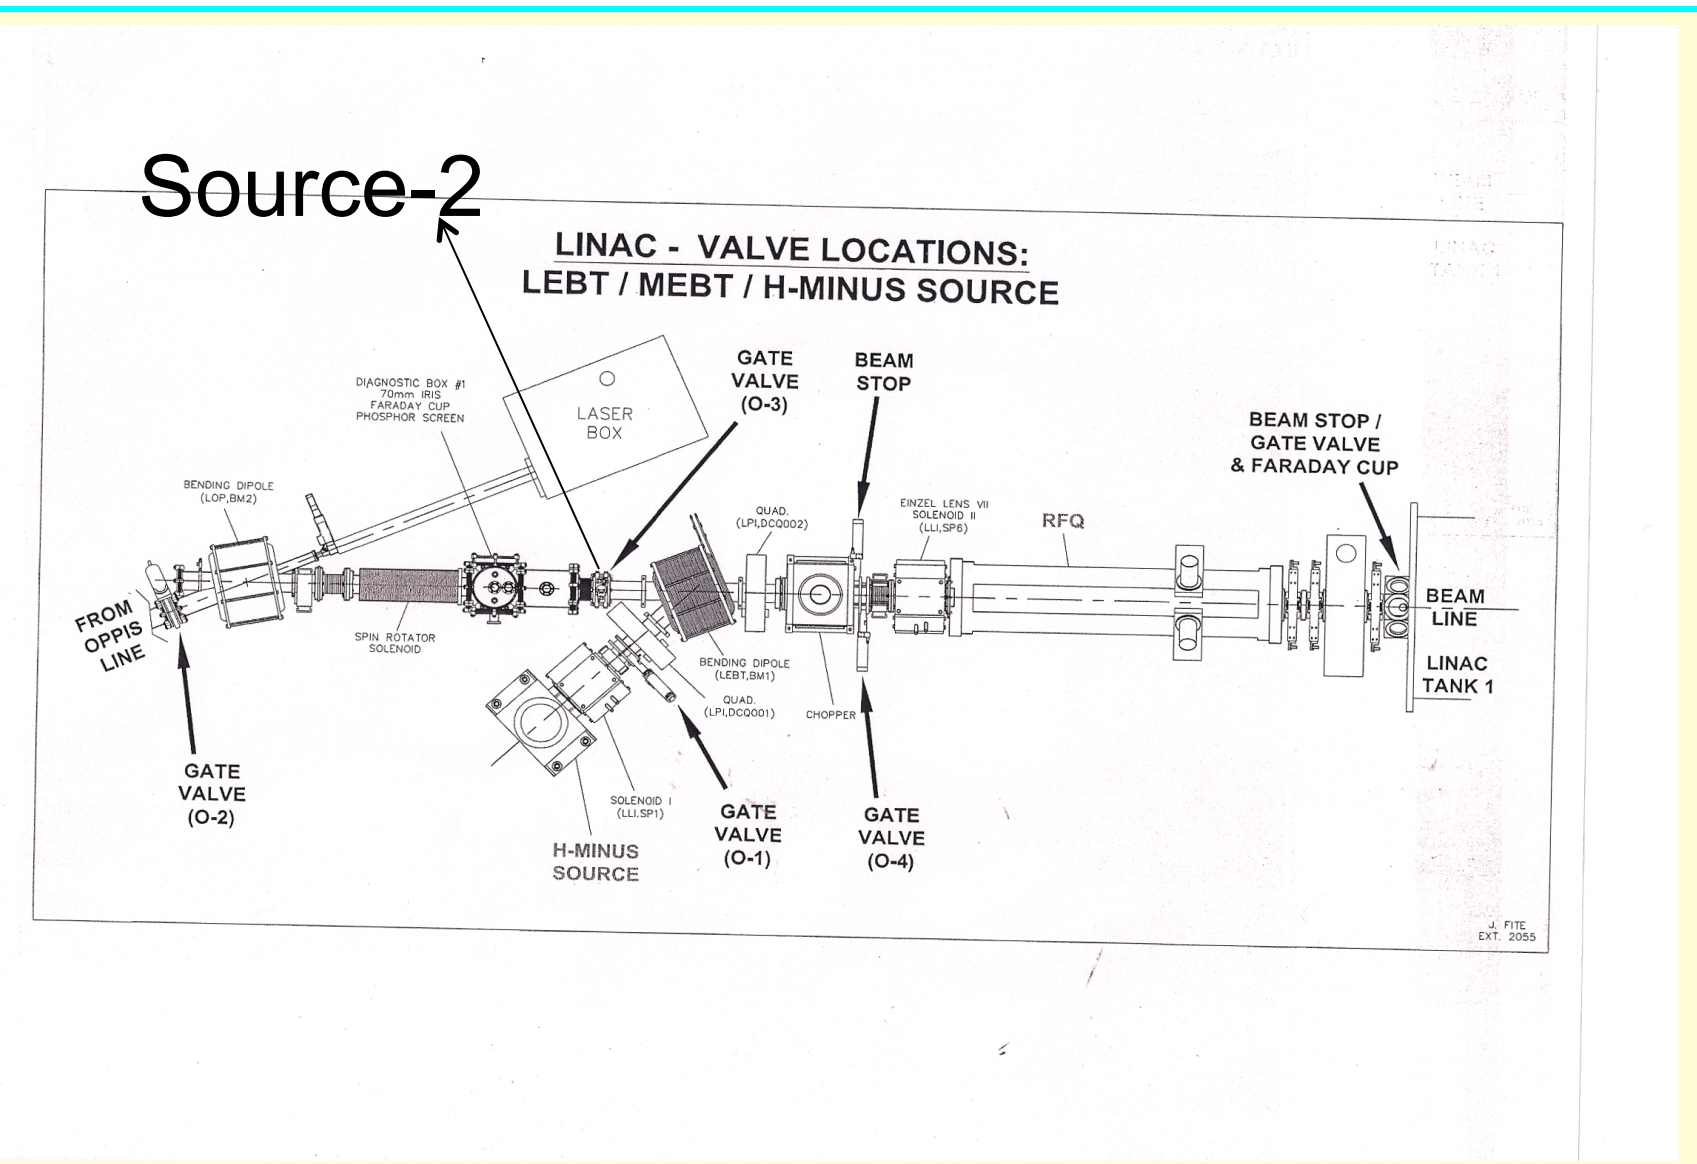 Source-2
LINAC - VALVE LOCATIONS:
LEBT / MEBT / H-MINUS SOURCE
GATE
VALVE
(O-3)
BEAM
STOP
DIAGNOSTIC BOX #1
70mm IRIS
FARADAY CUP
PHOSPHOR SCREEN
LASER
BOX
BEAM STOP /
GATE VALVE
& FARADAY CUP
BENDING DIPOLE
(LOP,BM2)
QUAD.
(LPI,DCQ002)
EINZEL LENS VII
SOLENOID II
(LLI,SP6)
RFQ
FROM
OPPIS
LINE
SPIN ROTATOR
SOLENOID
BEAM
LINE
BENDING DIPOLE
(LEBT,BM1)
LINAC
TANK 1
QUAD.
(LPI,DCQ001)
CHOPPER
GATE
VALVE
(O-2)
SOLENOID I
(LLI.SP1)
GATE
VALVE
(O-1)
GATE
VALVE
(O-4)
H-MINUS
SOURCE
J. FITE
EXT. 2055